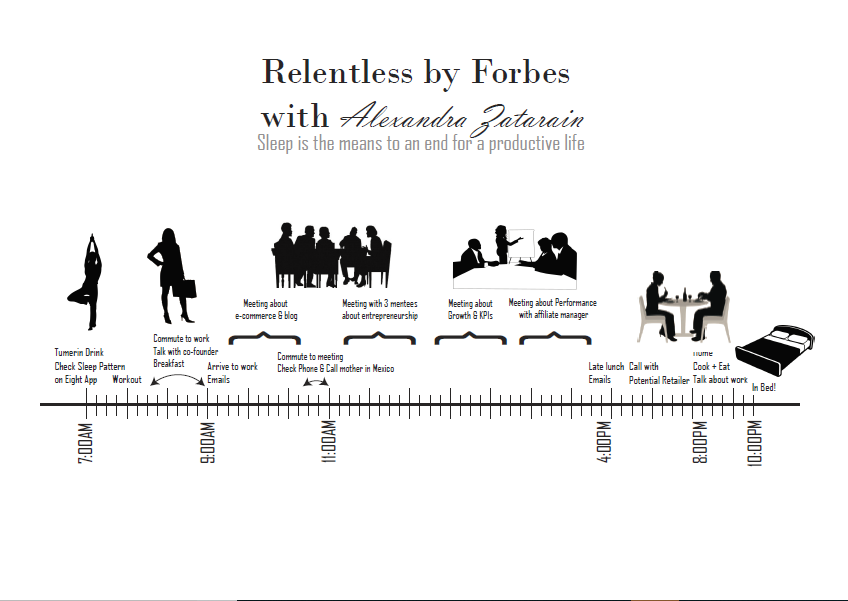 Relentless by Forbes
with Alexandra Zatarain
Sleep is the means to an end for a productive life
Meeting about
e-commerce & blog
Meeting with 3 mentees
about entrepreneurship
Meeting about
Growth & KPIs
Meeting about Performance
with affiliate manager
Tumerin Drink
Check Sleep Pattern
on Eight App
Workout
Commute to work
Talk with co-founder
Breakfast
Arrive to work
Emails
Commute to meeting
Check Phone & Call mother in Mexico
Late lunch
Emails
Call with
Potential Retailer
Home
Cook + Eat
Talk about work
In Bed!
7:00AM
9:00AM
11:00AM
4:00PM
8:00PM
10:00PM